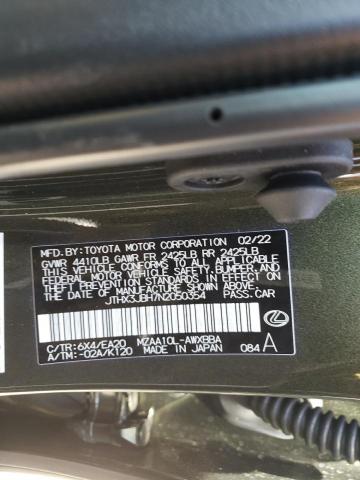 MFD.BY:TOYOTA MOTOR CORPORATION 02/22
GVWR 4410LB GAWR FR 2425LB RR 2425LB
THIS VEHICLE CONFORMS TO ALL APPLICABLE
FEDERAL MOTOR VEHICLE SAFETY, BUMPER, AND
THEFT PREVENTION STANDARDS IN EFFECT ON
THE DATE OF MANUFACTURE SHOWN ABOVE.
JTHX3JBH7N2050354 PASS.CAR
C/TR:6X4/EA20 MZAA10L-AWXBBA
A/TM:-02A/K120 MADE IN JAPAN 084 A